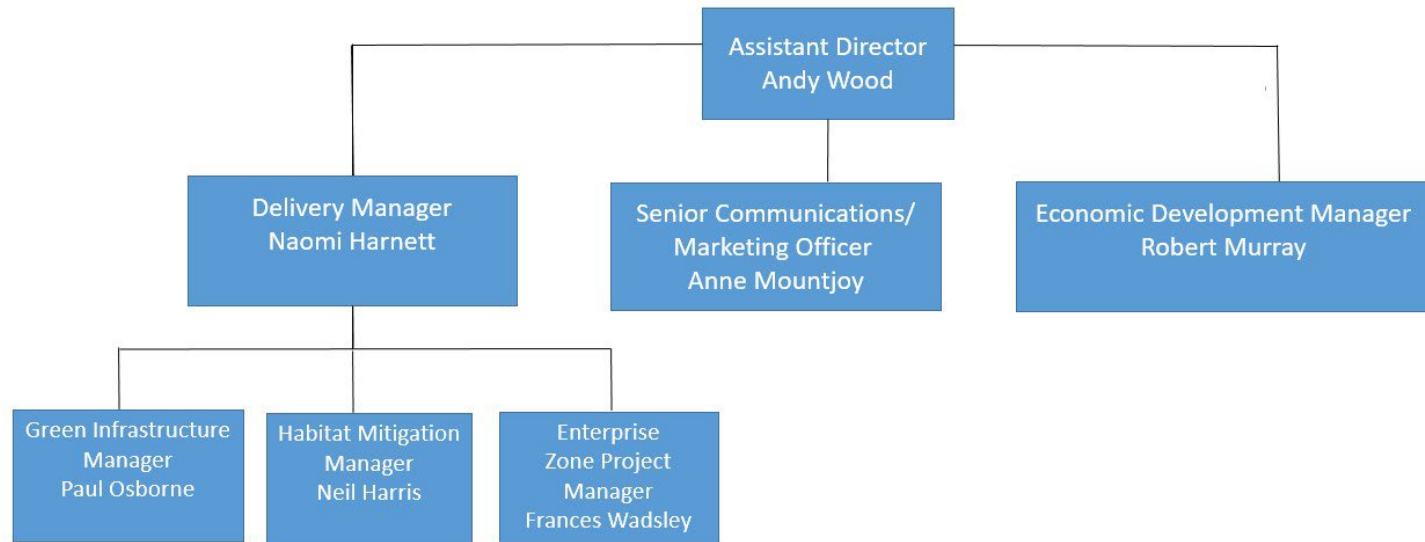 Assistant Director
Andy Wood
Delivery Manager
Naomi Harnett
Senior Communications/
Marketing Officer
Anne Mountjoy
Economic Development Manager
Robert Murray
Green Infrastructure
Manager
Paul Osborne
Habitat Mitigation
Manager
Neil Harris
Enterprise
Zone Project
Manager
Frances Wadsley